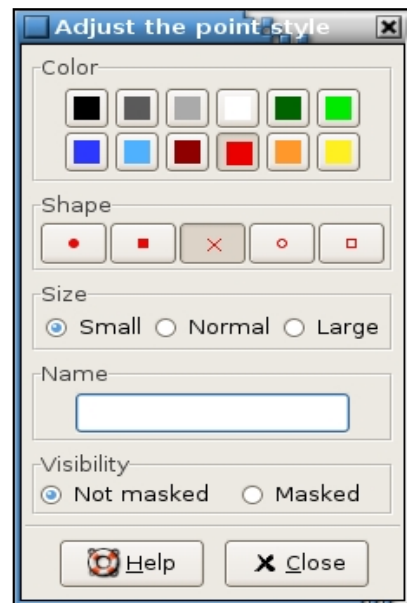 Adjust the point style
Color
Shape
Size
Small Normal Large
Name
Visibility
Not masked Masked
Help Close